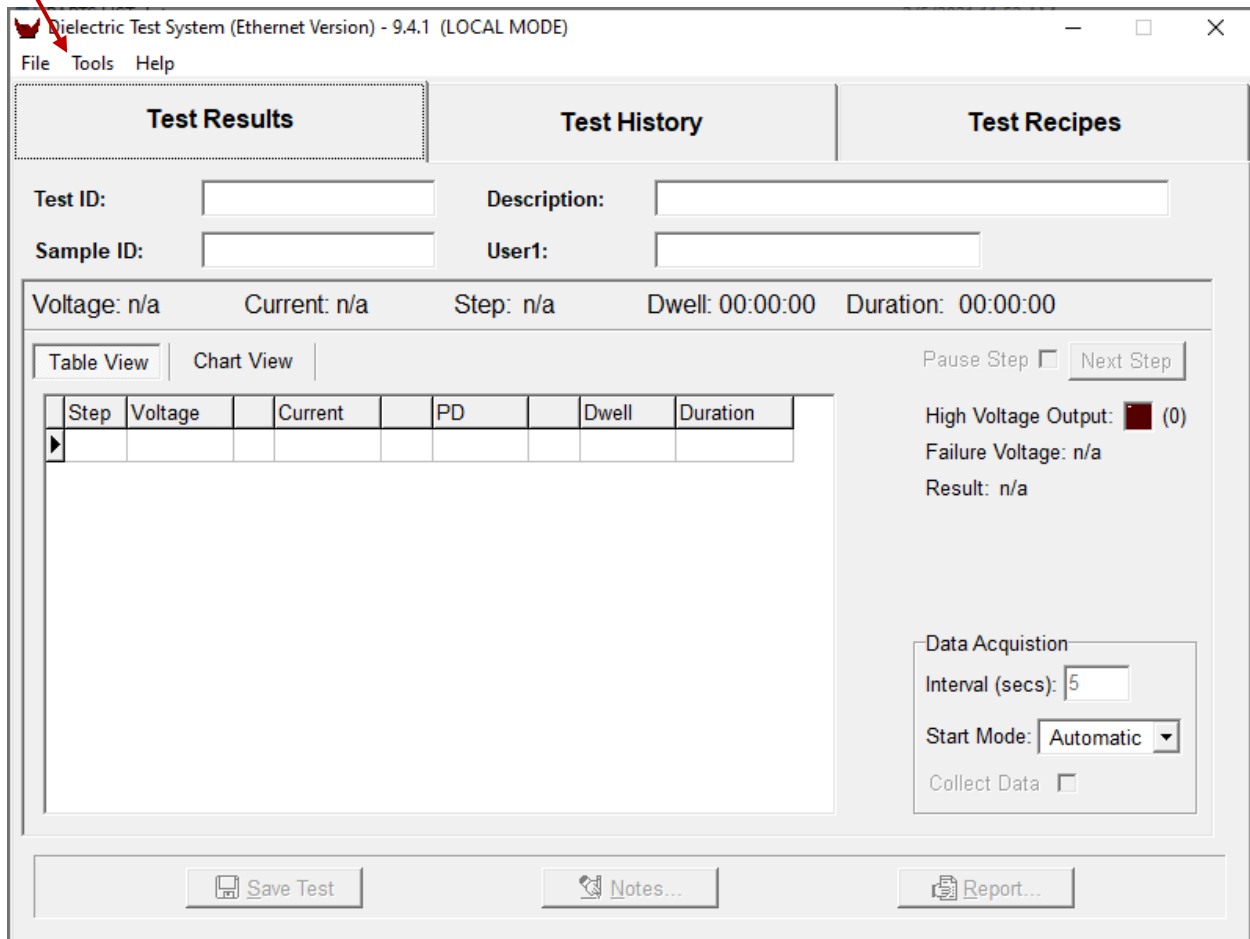 Dielectric Test System (Ethernet Version) - 9.4.1 (LOCAL MODE)
File Tools Help
Test Results Test History Test Recipes
Test ID: Description:
Sample ID: User1:
Voltage: n/a Current: n/a Step: n/a Dwell: 00:00:00 Duration: 00:00:00
Table View Chart View Pause Step Next Step
Step Voltage Current PD Dwell Duration
High Voltage Output: (0)
Failure Voltage: n/a
Result: n/a
Data Acquistion
Interval (secs): 5
Start Mode: Automatic
Collect Data
Save Test Notes... Report...